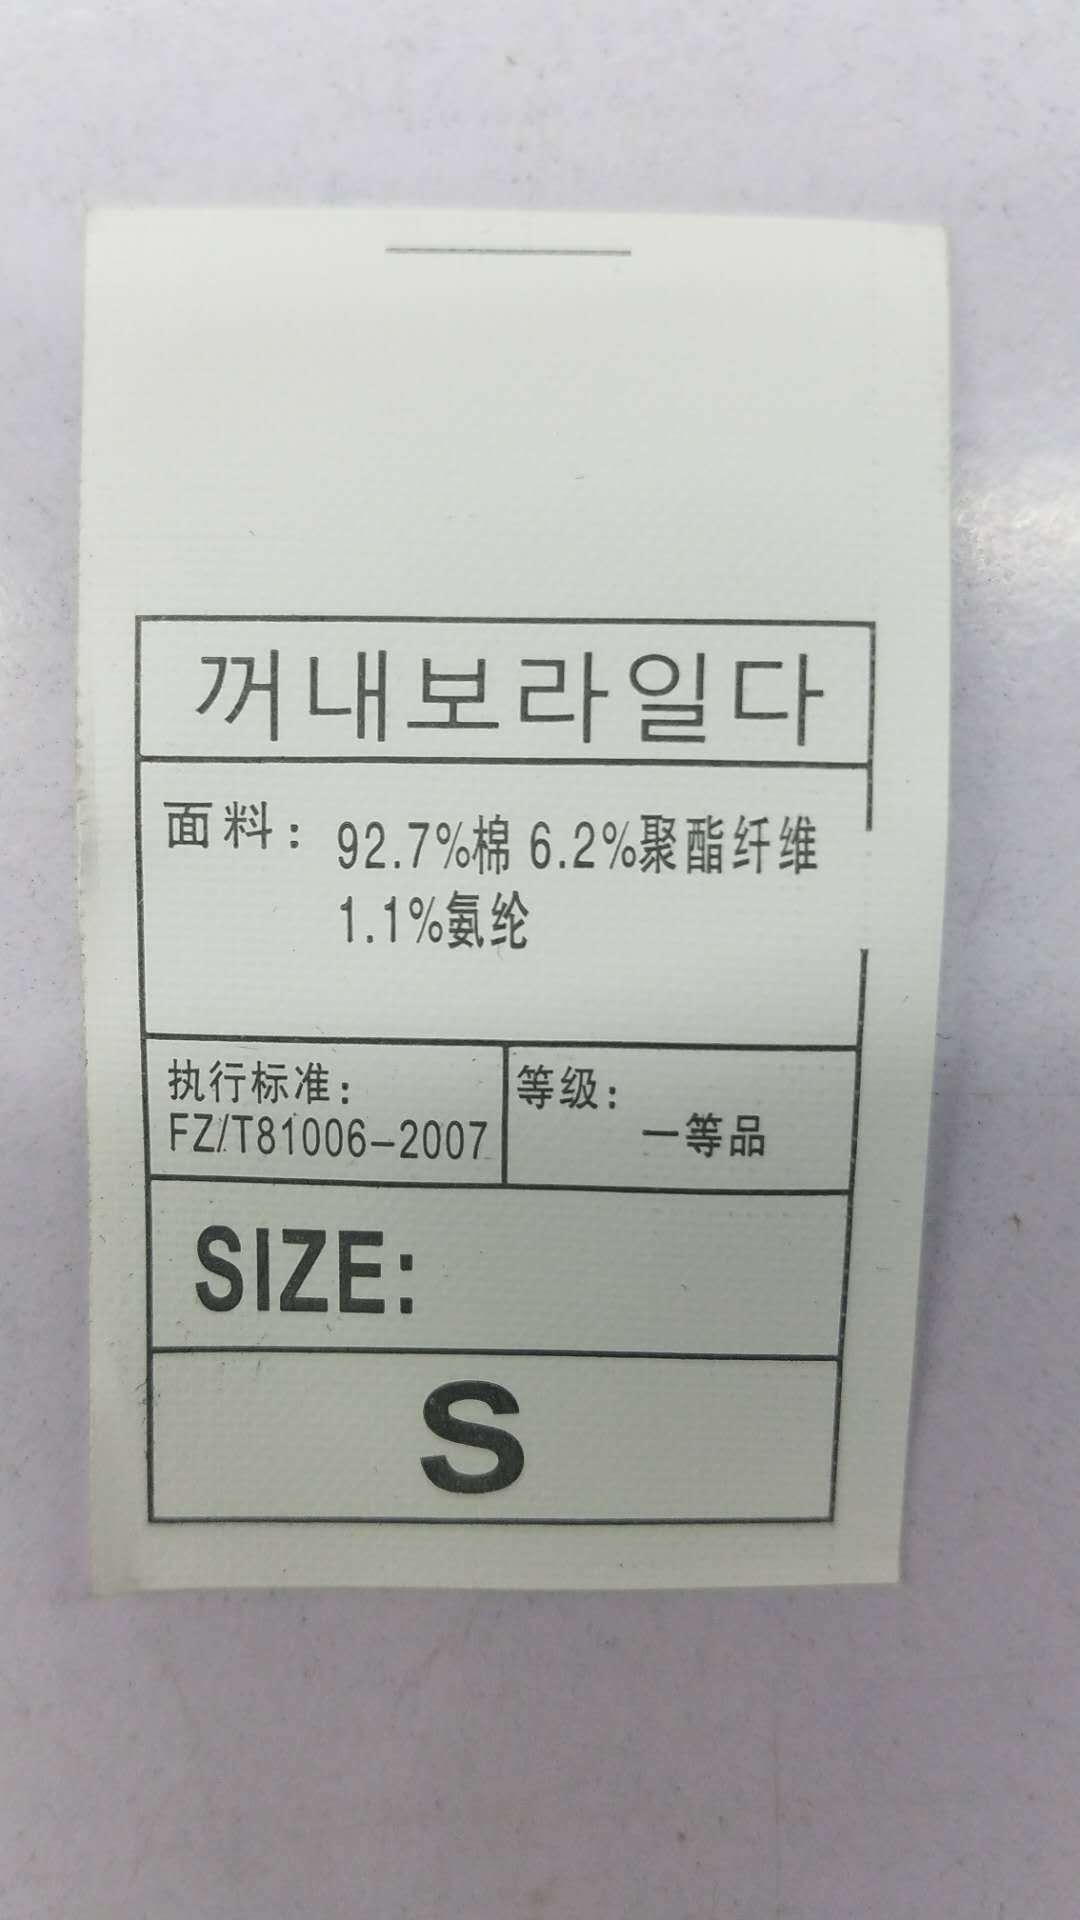 꺼내보라일다
面料：92.7%棉 6.2%聚酯纤维
1.1%氨纶
执行标准：
FZ/T81006-2007
等级：
一等品
SIZE:
S